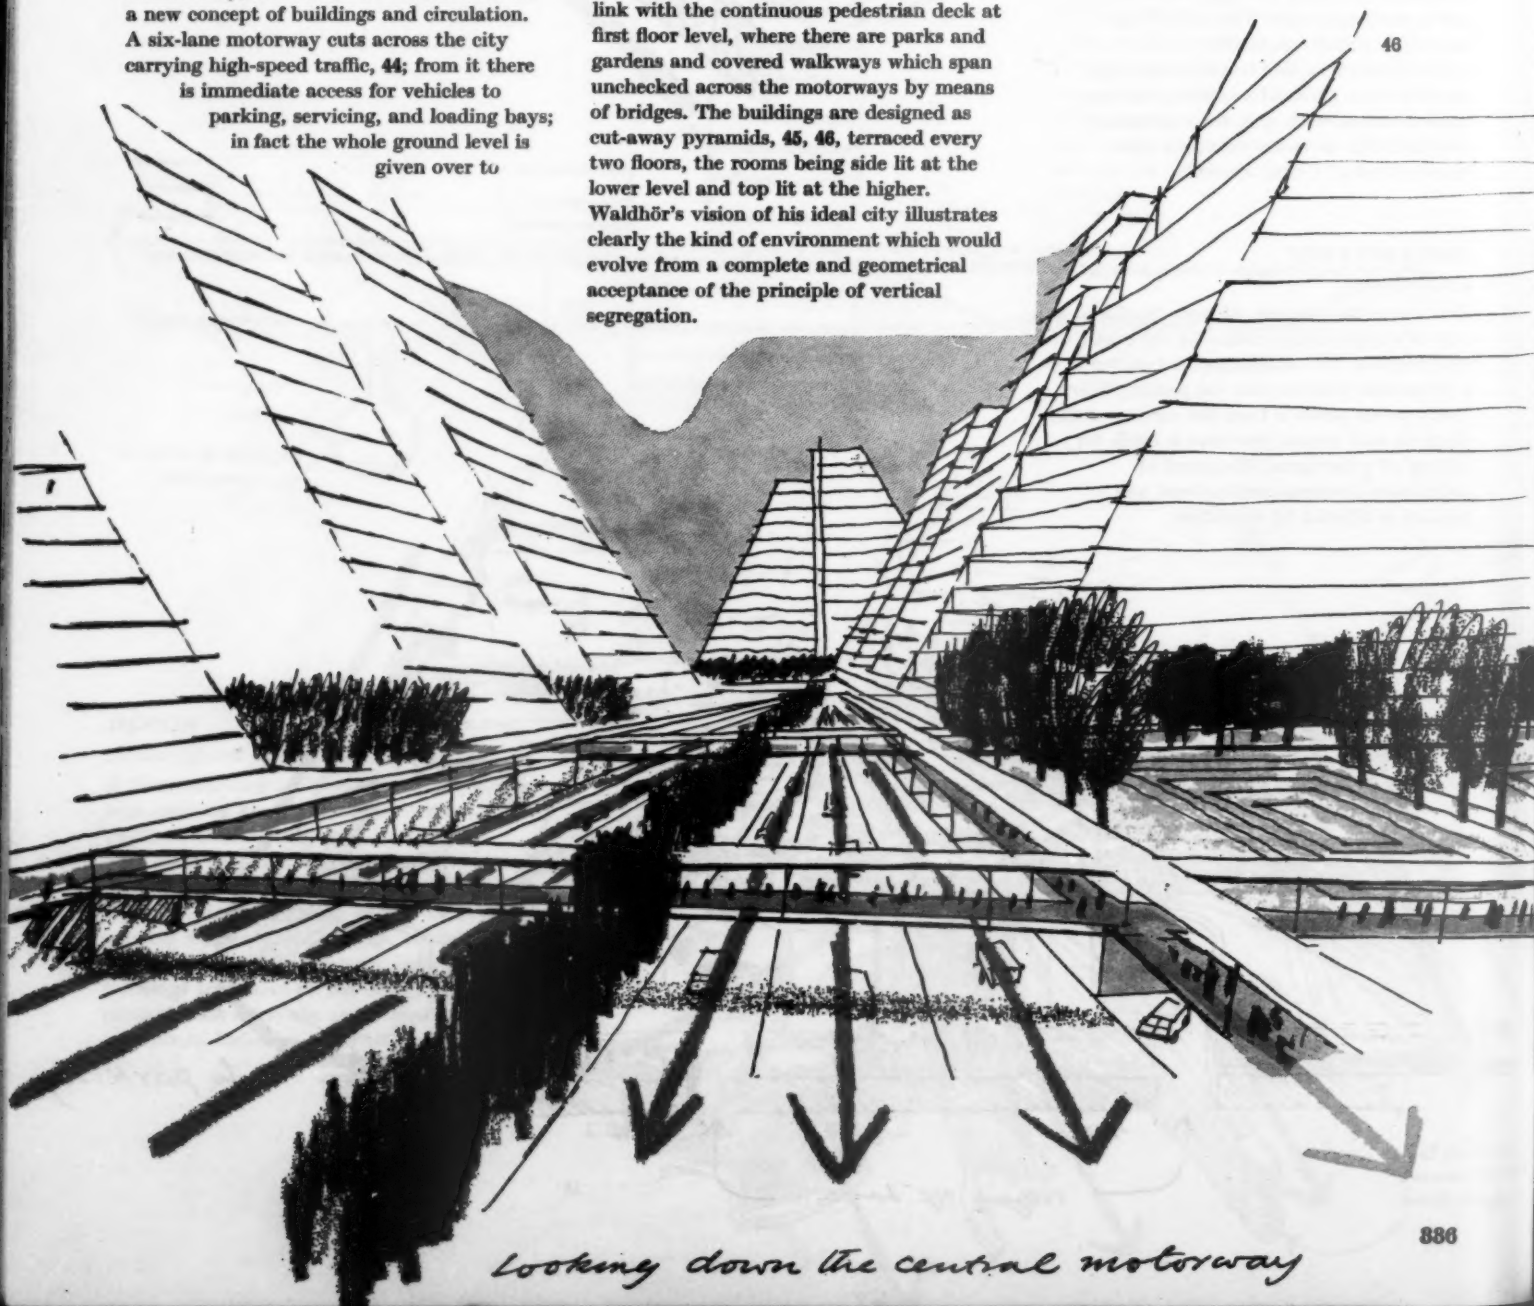 a new concept of buildings and circulation.
A six-lane motorway cuts across the city
carrying high-speed traffic, 44; from it there
is immediate access for vehicles to
parking, servicing, and loading bays;
in fact the whole ground level is
given over to
link with the continuous pedestrian deck at
first floor level, where there are parks and
gardens and covered walkways which span
unchecked across the motorways by means
of bridges. The buildings are designed as
cut-away pyramids, 45, 46, terraced every
two floors, the rooms being side lit at the
lower level and top lit at the higher.
Waldhör's vision of his ideal city illustrates
clearly the kind of environment which would
evolve from a complete and geometrical
acceptance of the principle of vertical
segregation.
46
Looking down the central motorway
336